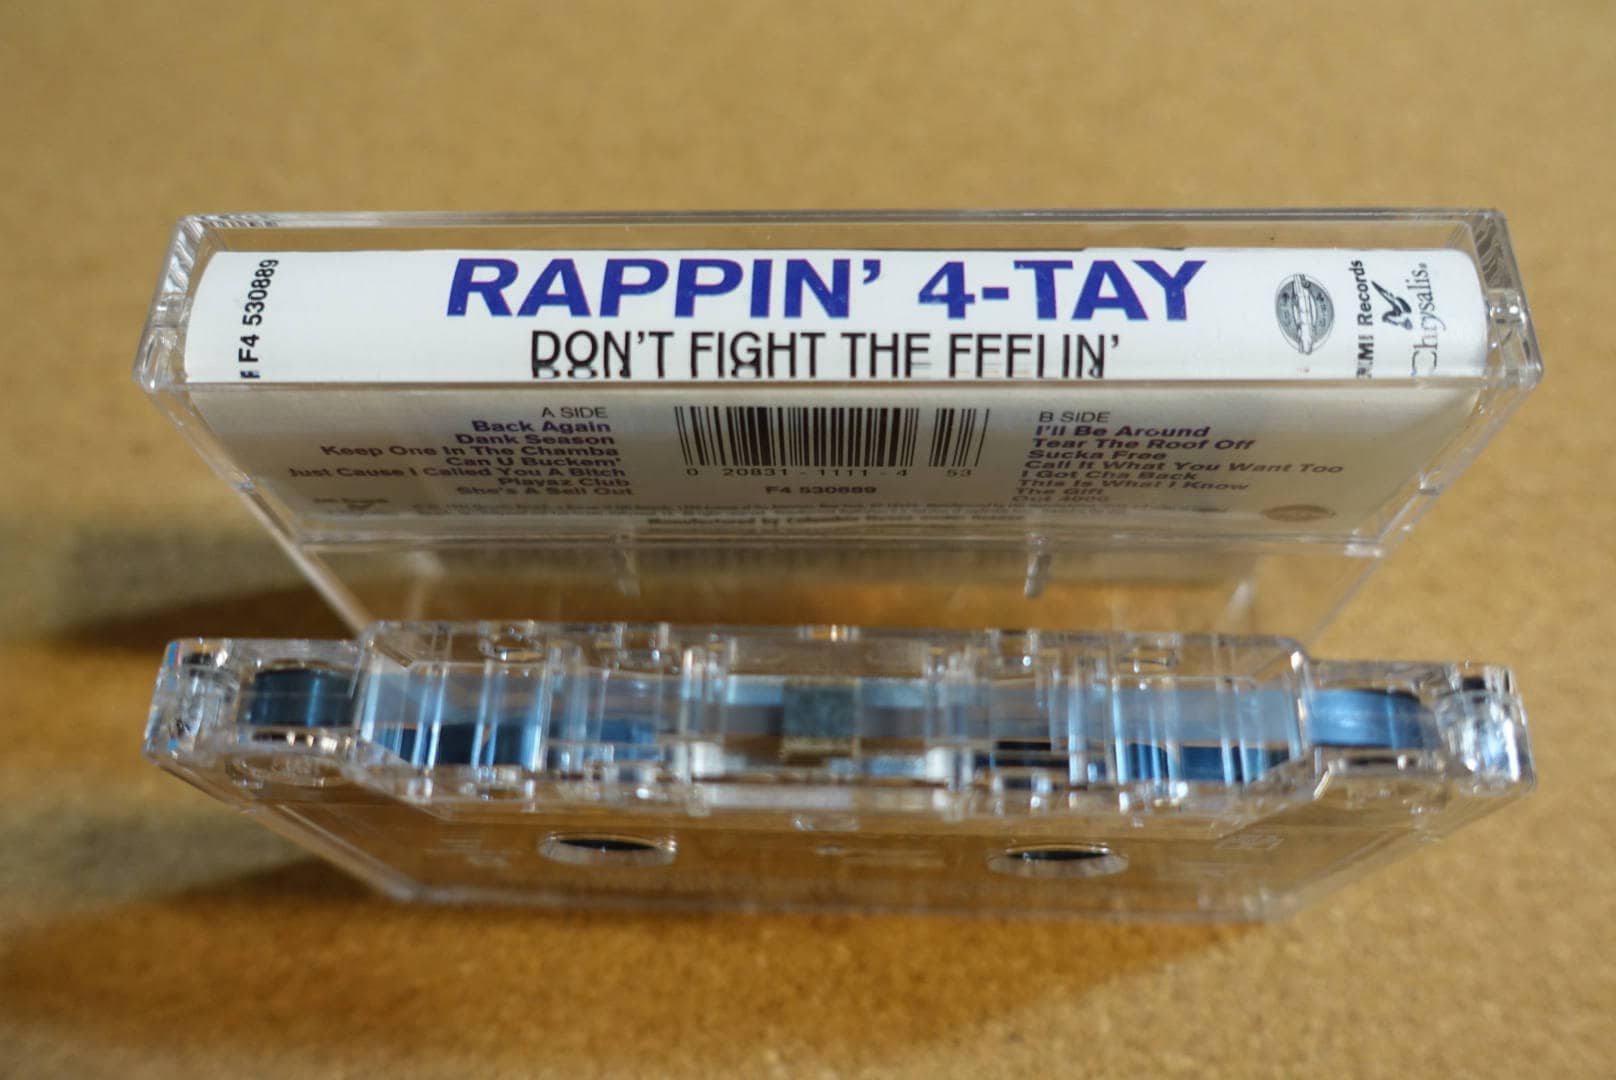 F4 530889
RAPPIN' 4-TAY
DON'T FIGHT THE FEELIN'
EMI Records
Chrysalis.
A SIDE
Back Again
Dank Season
Keep One In The Chamba
Can U Buckem'
Just Cause I Called You A Bitch
Playaz Club
She's A Sell Out
0 20831-1111-4 53
F4 530889
B SIDE
I'll Be Around
Tear The Roof Off
Sucka Free
Call It What You Want Too
I Got Cha Back
This Is What I Know
The Gift
Manufactured by